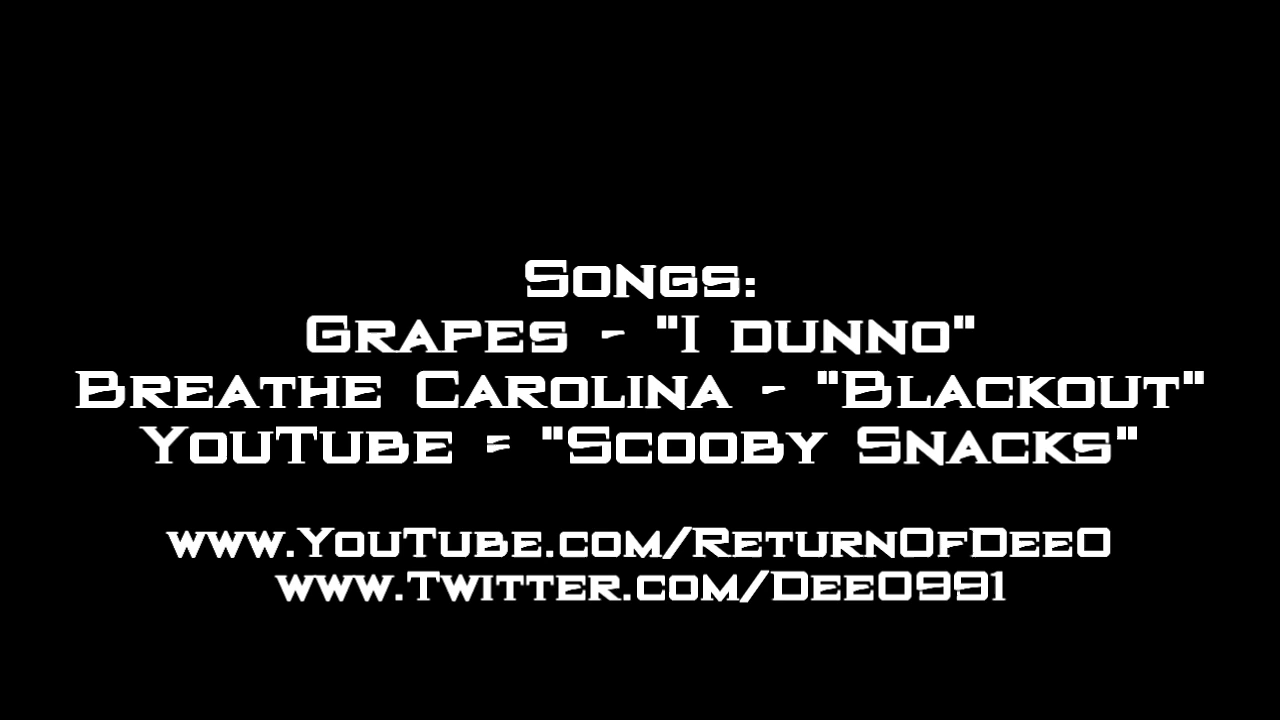 Songs:
Grapes - "I dunno"
Breathe Carolina - "Blackout"
YouTube = "Scooby Snacks"
www.YouTube.com/ReturnOfDeeO
www.Twitter.com/DeeO991